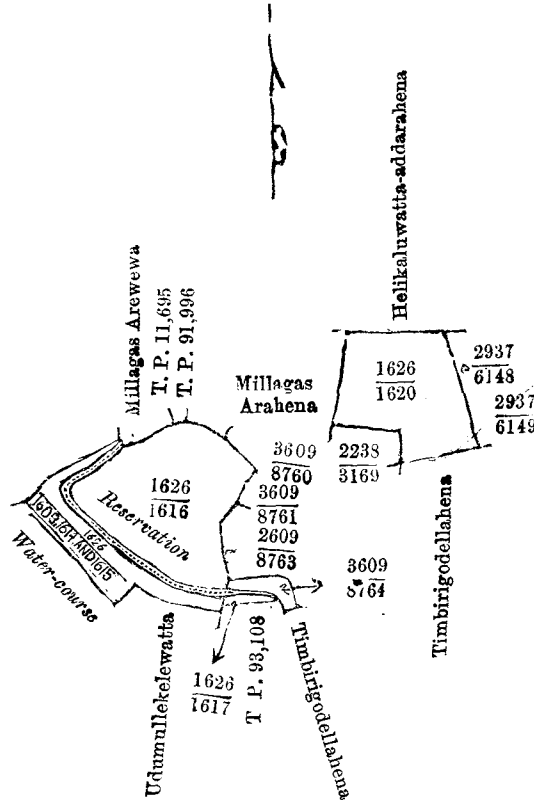 Helikaluwatta-addarahena
Millagas Arewewa
T. P. 11,695
T. P. 91,996
Millagas
Arahena
1626
1620
2937
6148
2937
6149
3609
8760
2238
3169
3609
8761
2609
8763
3609
8764
1626
1616
Reservation
1626
Water-course
Udumullekelewatta
1626
1617
T P. 93,108
Timbirigodellahena
Timbirigodellahena